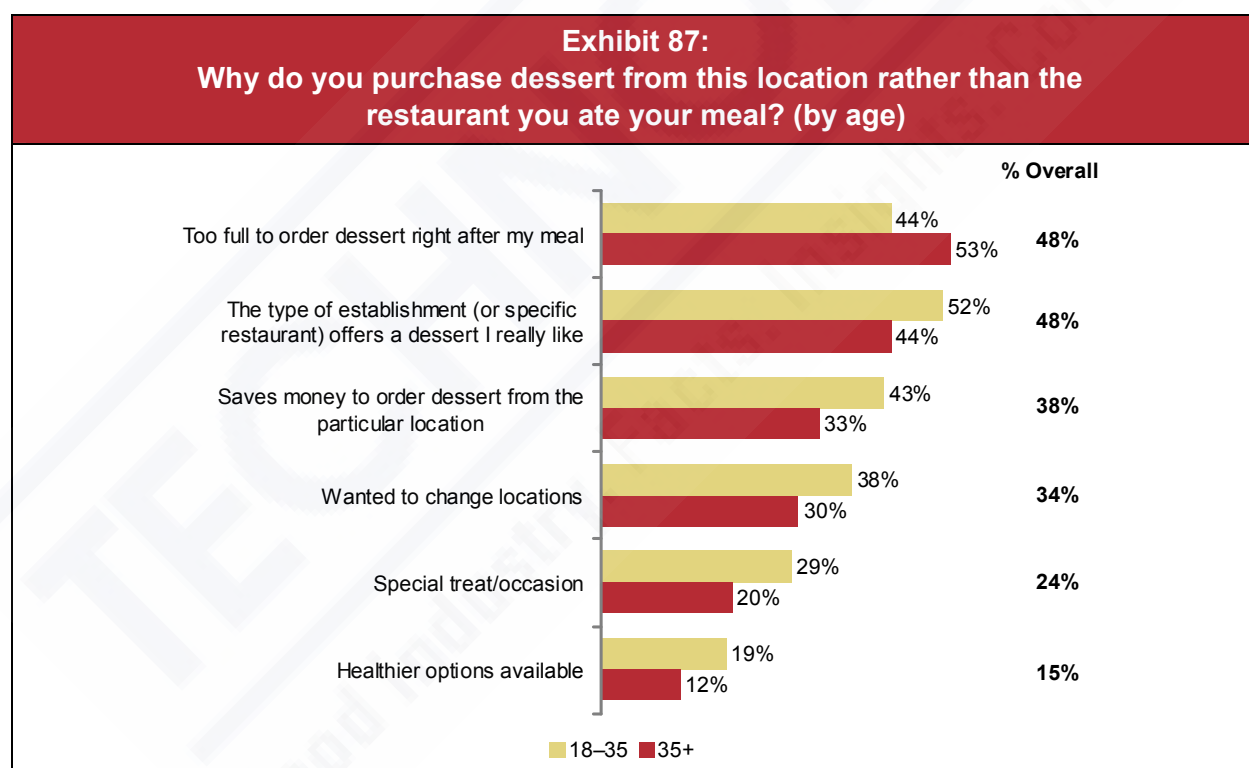 Exhibit 87:
Why do you purchase dessert from this location rather than the
restaurant you ate your meal? (by age)
% Overall
Too full to order dessert right after my meal
44%
53%
48%
The type of establishment (or specific
restaurant) offers a dessert I really like
52%
44%
48%
Saves money to order dessert from the
particular location
43%
33%
38%
Wanted to change locations
38%
30%
34%
Special treat/occasion
29%
20%
24%
Healthier options available
19%
12%
15%
18–35 35+